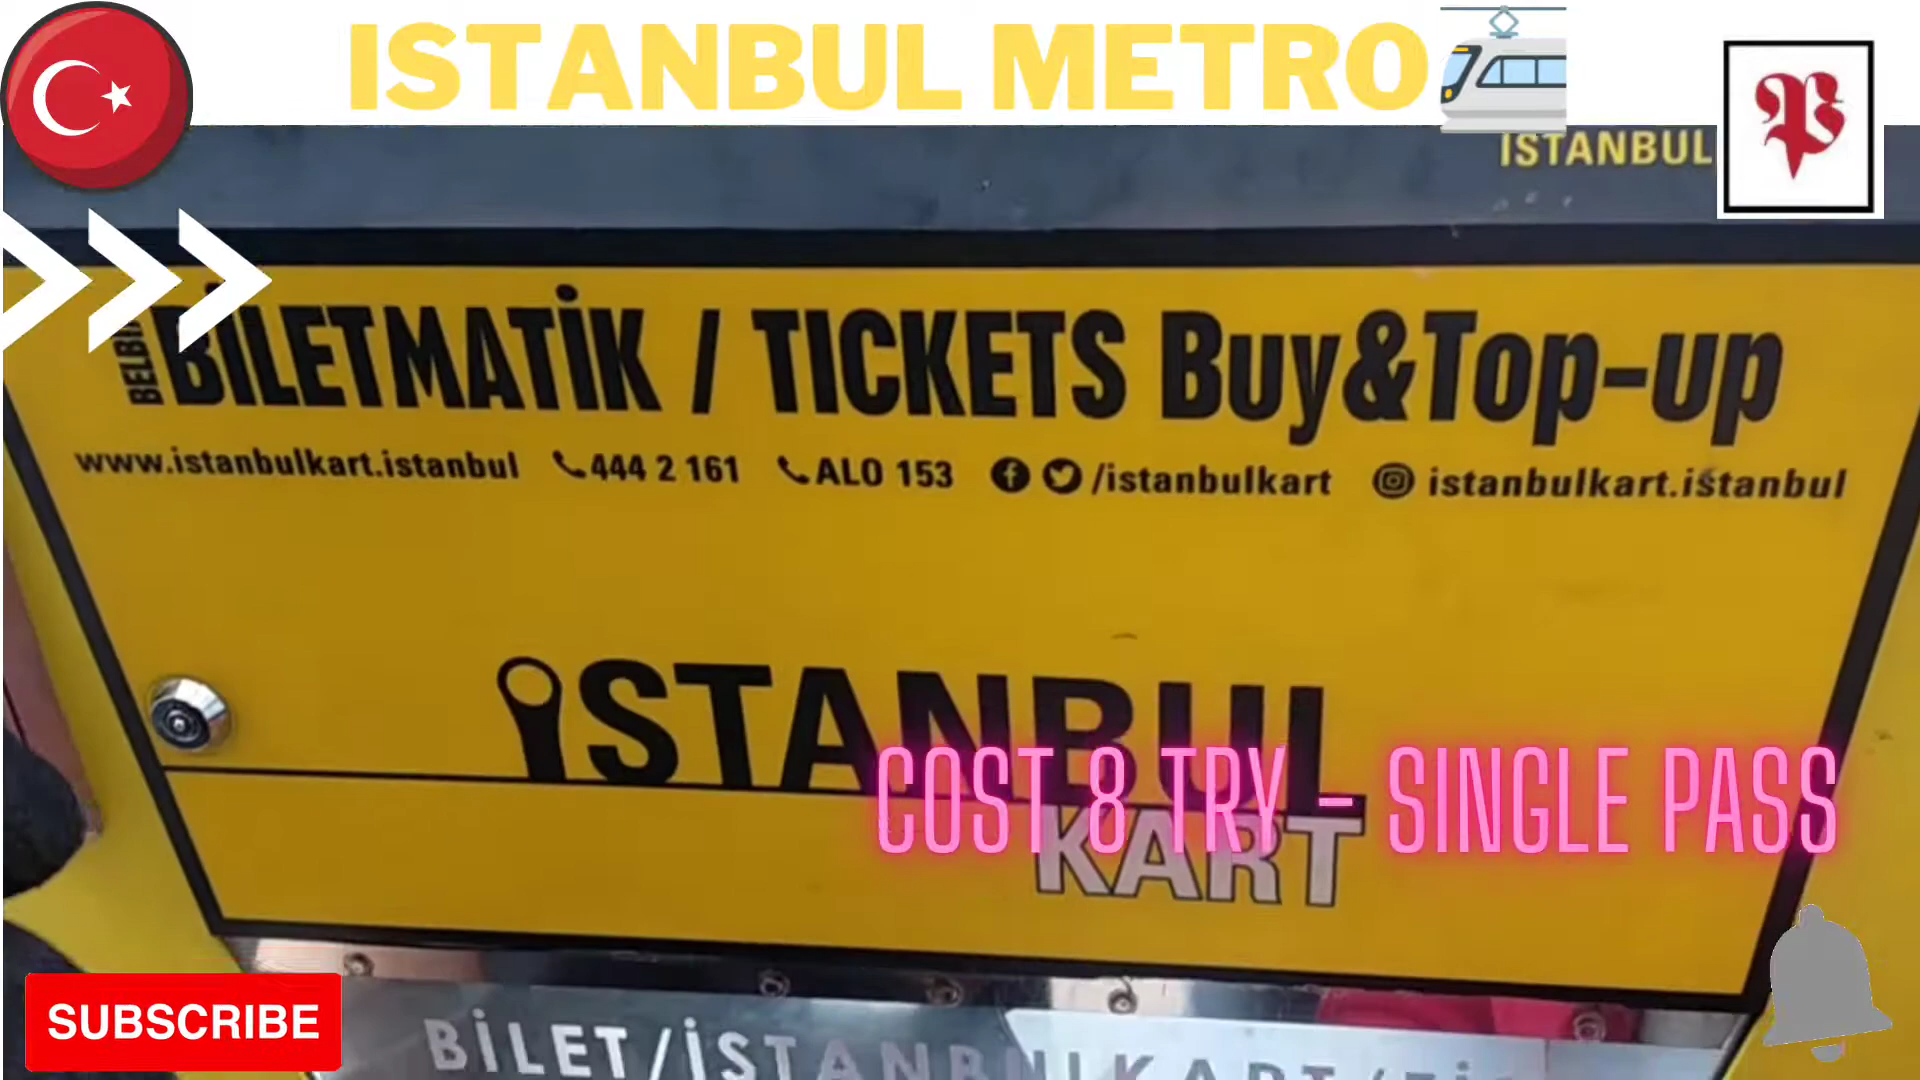 ISTANBUL METRO
ISTANBUL
BİLETMATİK / TICKETS Buy&Top-up
www.istanbulkart.istanbul 444 2 161 ALO 153 /istanbulkart istanbulkart.istanbul
iSTANBUL
KART
COST 8 TRY - SINGLE PASS
SUBSCRIBE
BİLET/İSTANBULKART